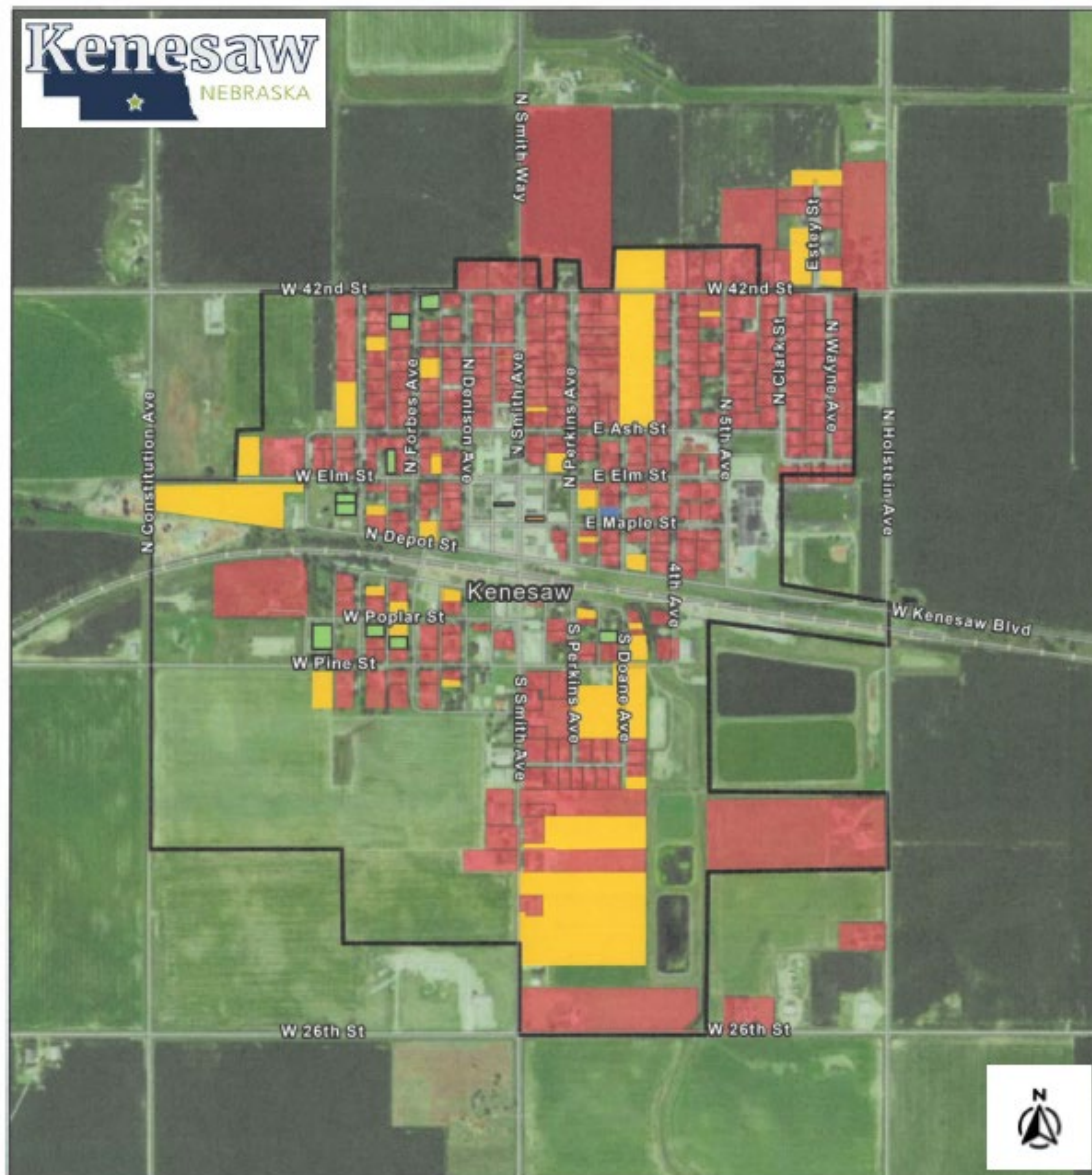 Kenesaw
NEBRASKA
N Smith Way
Estey St
W 42nd St
W 42nd St
N Constitution Ave
N Forbes Ave
N Denison Ave
N Smith Ave
N Perkins Ave
N 5th Ave
N Clark St
N Wayne Ave
N Holstein Ave
E Ash St
W Elm St
E Elm St
E Maple St
N Depot St
Kenesaw
4th Ave
W Kenesaw Blvd
W Poplar St
W Pine St
S Smith Ave
S Perkins Ave
S Doane Ave
W 26th St
W 26th St
N